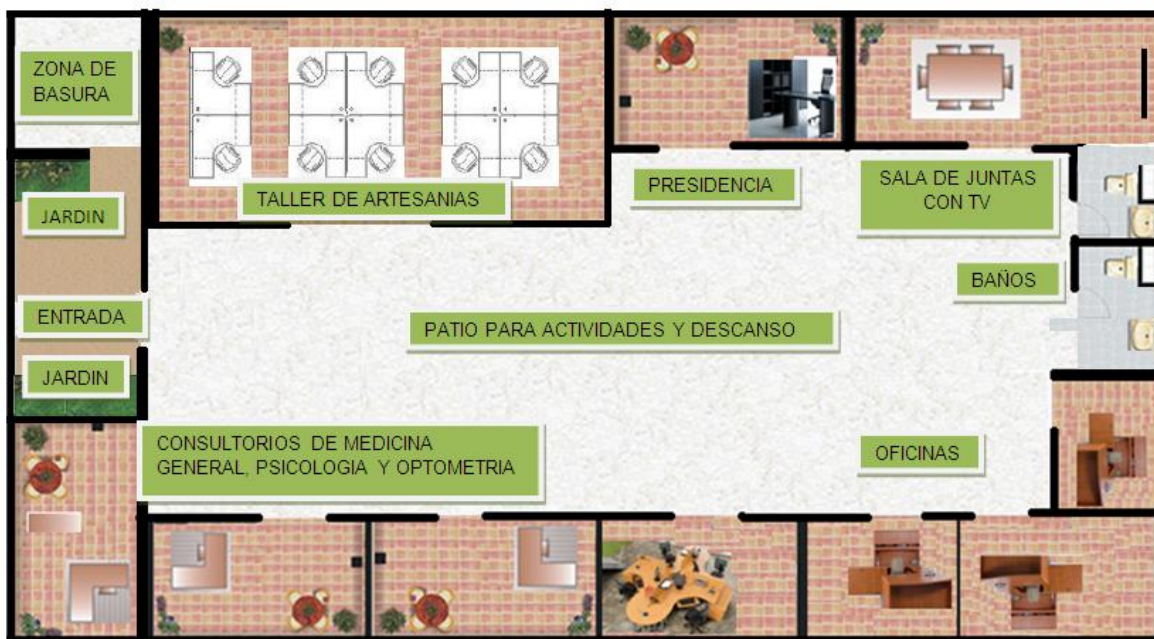 ZONA DE
BASURA
TALLER DE ARTESANIAS
PRESIDENCIA
SALA DE JUNTAS
CON TV
JARDIN
BAÑOS
ENTRADA
PATIO PARA ACTIVIDADES Y DESCANSO
JARDIN
CONSULTORIOS DE MEDICINA
GENERAL, PSICOLOGIA Y OPTOMETRIA
OFICINAS